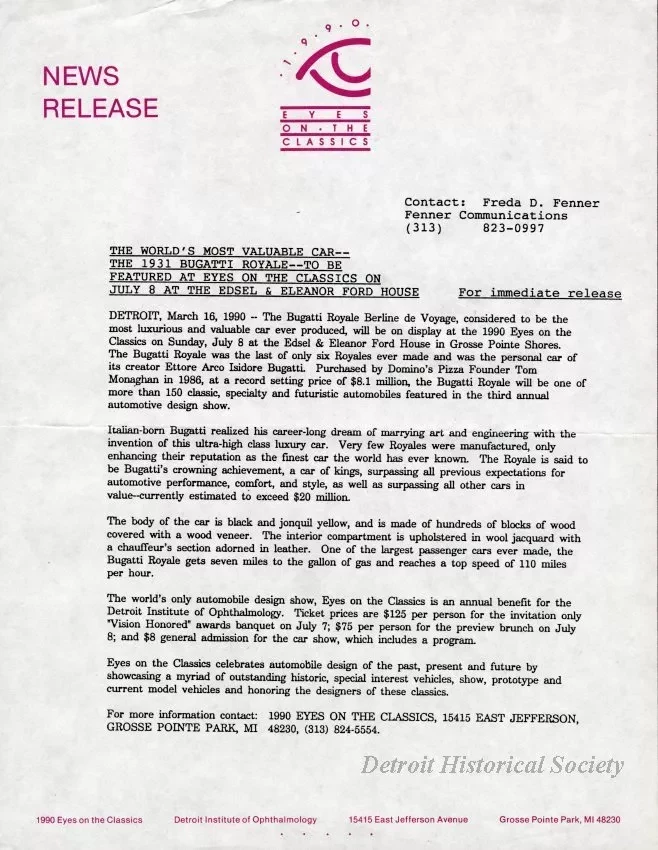 NEWS
RELEASE
1990.
EYES
ON·THE
CLASSICS
Contact: Freda D. Fenner
Fenner Communications
(313) 823-0997
THE WORLD'S MOST VALUABLE CAR--
THE 1931 BUGATTI ROYALE--TO BE
FEATURED AT EYES ON THE CLASSICS ON
JULY 8 AT THE EDSEL & ELEANOR FORD HOUSE For immediate release
DETROIT, March 16, 1990 -- The Bugatti Royale Berline de Voyage, considered to be the
most luxurious and valuable car ever produced, will be on display at the 1990 Eyes on the
Classics on Sunday, July 8 at the Edsel & Eleanor Ford House in Grosse Pointe Shores.
The Bugatti Royale was the last of only six Royales ever made and was the personal car of
its creator Ettore Arco Isidore Bugatti. Purchased by Domino's Pizza Founder Tom
Monaghan in 1986, at a record setting price of $8.1 million, the Bugatti Royale will be one of
more than 150 classic, specialty and futuristic automobiles featured in the third annual
automotive design show.
Italian-born Bugatti realized his career-long dream of marrying art and engineering with the
invention of this ultra-high class luxury car. Very few Royales were manufactured, only
enhancing their reputation as the finest car the world has ever known. The Royale is said to
be Bugatti's crowning achievement, a car of kings, surpassing all previous expectations for
automotive performance, comfort, and style, as well as surpassing all other cars in
value--currently estimated to exceed $20 million.
The body of the car is black and jonquil yellow, and is made of hundreds of blocks of wood
covered with a wood veneer. The interior compartment is upholstered in wool jacquard with
a chauffeur's section adorned in leather. One of the largest passenger cars ever made, the
Bugatti Royale gets seven miles to the gallon of gas and reaches a top speed of 110 miles
per hour.
The world's only automobile design show, Eyes on the Classics is an annual benefit for the
Detroit Institute of Ophthalmology. Ticket prices are $125 per person for the invitation only
"Vision Honored" awards banquet on July 7; $75 per person for the preview brunch on July
8; and $8 general admission for the car show, which includes a program.
Eyes on the Classics celebrates automobile design of the past, present and future by
showcasing a myriad of outstanding historic, special interest vehicles, show, prototype and
current model vehicles and honoring the designers of these classics.
For more information contact: 1990 EYES ON THE CLASSICS, 15415 EAST JEFFERSON,
GROSSE POINTE PARK, MI 48230, (313) 824-5554.
Detroit Historical Society
1990 Eyes on the Classics Detroit Institute of Ophthalmology 15415 East Jefferson Avenue Grosse Pointe Park, MI 48230